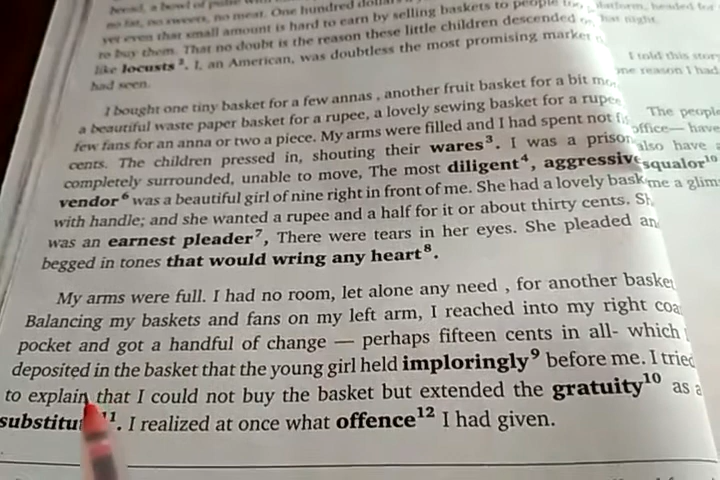 bread, a bowl of
no fat, no sweets, no meat. One hundred
yet even that small amount is hard to earn by selling baskets to people
to buy them. That no doubt is the reason these little children descended
like locusts ³. I, an American, was doubtless the most promising market
had seen.
I bought one tiny basket for a few annas , another fruit basket for a bit
a beautiful waste paper basket for a rupee, a lovely sewing basket for a rupee
few fans for an anna or two a piece. My arms were filled and I had spent not
cents. The children pressed in, shouting their wares³. I was a
completely surrounded, unable to move, The most diligent⁴, aggressive
vendor⁶ was a beautiful girl of nine right in front of me. She had a lovely
with handle; and she wanted a rupee and a half for it or about thirty cents.
was an earnest pleader⁷, There were tears in her eyes. She pleaded
begged in tones that would wring any heart⁸.
My arms were full. I had no room, let alone any need , for another basket
Balancing my baskets and fans on my left arm, I reached into my right
pocket and got a handful of change — perhaps fifteen cents in all- which
deposited in the basket that the young girl held imploringly⁹ before me. I tried
to explain that I could not buy the basket but extended the gratuity¹⁰ as
. I realized at once what offence¹² I had given.
headed for
that night.
I told this story
reason I had
The people
office— have
also have
squalor¹⁰
me a